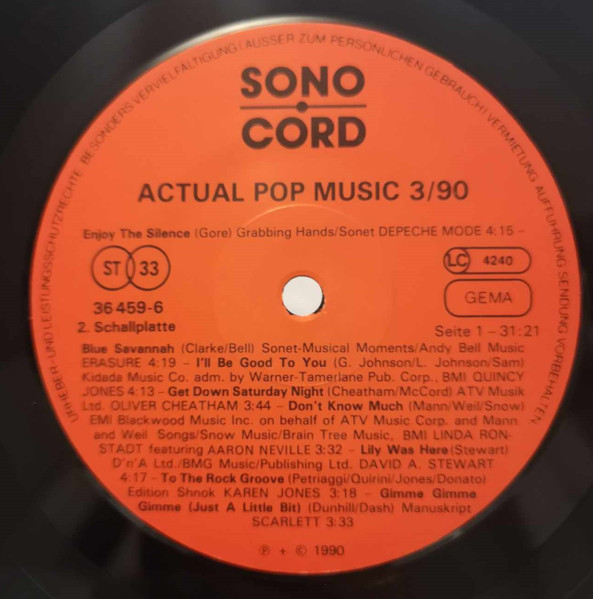 URHEBER- UND LEISTUNGSSCHUTZRECHTE BESONDERS VERVIELFÄLTIGUNG (AUSSER ZUM PERSÖNLICHEN GEBRAUCH) VERMIETUNG AUFFÜHRUNG SENDUNG VORBEHALTEN
SONO
CORD
ACTUAL POP MUSIC 3/90
Enjoy The Silence (Gore) Grabbing Hands/Sonet DEPECHE MODE 4:15 –
ST 33
LC 4240
36 459-6
GEMA
2. Schallplatte
Seite 1 – 31:21
Blue Savannah (Clarke/Bell) Sonet-Musical Moments/Andy Bell Music
ERASURE 4:19 – I'll Be Good To You (G. Johnson/L. Johnson/Sam)
Kidada Music Co. adm. by Warner-Tamerlane Pub. Corp., BMI QUINCY
JONES 4:13 – Get Down Saturday Night (Cheatham/McCord) ATV Musik
Ltd. OLIVER CHEATHAM 3:44 – Don't Know Much (Mann/Weil/Snow)
EMI Blackwood Music Inc. on behalf of ATV Music Corp. and Mann
and Weil Songs/Snow Music/Brain Tree Music, BMI LINDA RON-
STADT featuring AARON NEVILLE 3:32 – Lily Was Here (Stewart)
D'n'A Ltd./BMG Music/Publishing Ltd. DAVID A. STEWART
4:17 – To The Rock Groove (Petriaggi/Quirini/Jones/Donato)
Edition Shnok KAREN JONES 3:18 – Gimme Gimme
Gimme (Just A Little Bit) (Dunhill/Dash) Manuskript
SCARLETT 3:33
℗ + © 1990